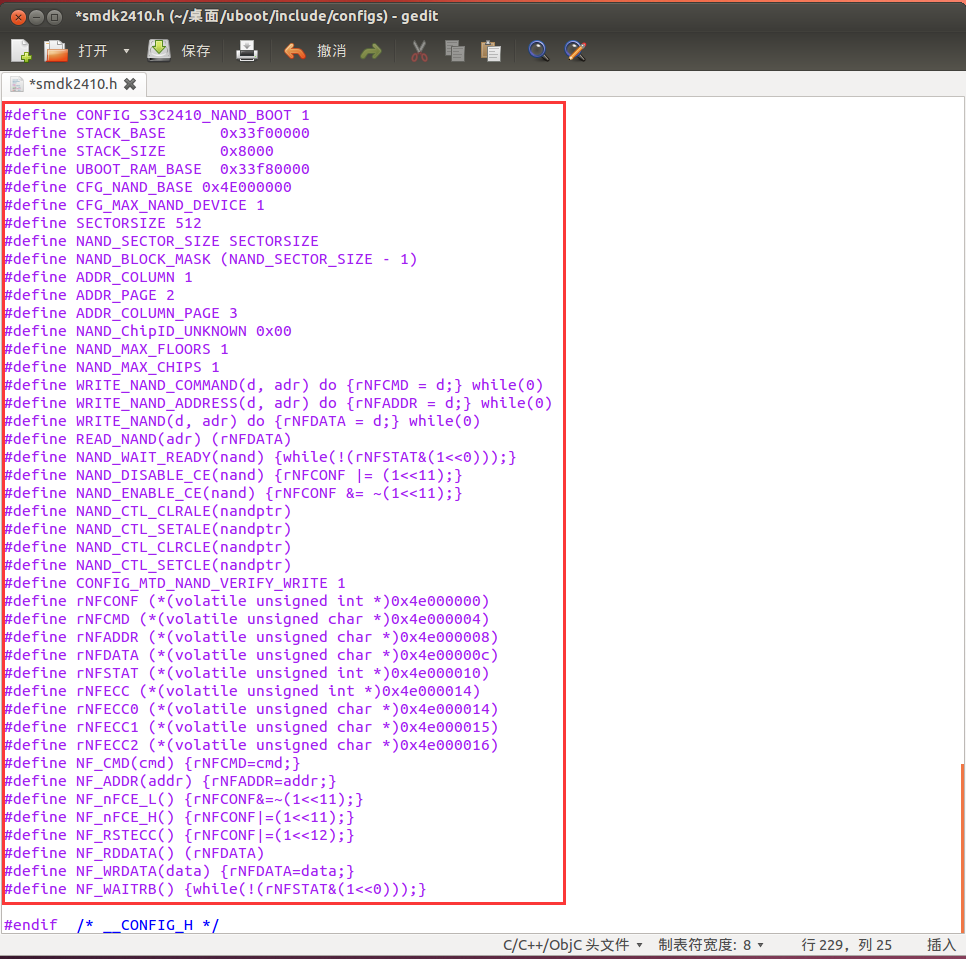 *smdk2410.h (~/桌面/uboot/include/configs) - gedit
打开 保存 撤消
*smdk2410.h
#define CONFIG_S3C2410_NAND_BOOT 1
#define STACK_BASE      0x33f00000
#define STACK_SIZE      0x8000
#define UBOOT_RAM_BASE  0x33f80000
#define CFG_NAND_BASE 0x4E000000
#define CFG_MAX_NAND_DEVICE 1
#define SECTORSIZE 512
#define NAND_SECTOR_SIZE SECTORSIZE
#define NAND_BLOCK_MASK (NAND_SECTOR_SIZE - 1)
#define ADDR_COLUMN 1
#define ADDR_PAGE 2
#define ADDR_COLUMN_PAGE 3
#define NAND_ChipID_UNKNOWN 0x00
#define NAND_MAX_FLOORS 1
#define NAND_MAX_CHIPS 1
#define WRITE_NAND_COMMAND(d, adr) do {rNFCMD = d;} while(0)
#define WRITE_NAND_ADDRESS(d, adr) do {rNFADDR = d;} while(0)
#define WRITE_NAND(d, adr) do {rNFDATA = d;} while(0)
#define READ_NAND(adr) (rNFDATA)
#define NAND_WAIT_READY(nand) {while(!(rNFSTAT&(1<<0)));}
#define NAND_DISABLE_CE(nand) {rNFCONF |= (1<<11);}
#define NAND_ENABLE_CE(nand) {rNFCONF &= ~(1<<11);}
#define NAND_CTL_CLRALE(nandptr)
#define NAND_CTL_SETALE(nandptr)
#define NAND_CTL_CLRCLE(nandptr)
#define NAND_CTL_SETCLE(nandptr)
#define CONFIG_MTD_NAND_VERIFY_WRITE 1
#define rNFCONF (*(volatile unsigned int *)0x4e000000)
#define rNFCMD (*(volatile unsigned char *)0x4e000004)
#define rNFADDR (*(volatile unsigned char *)0x4e000008)
#define rNFDATA (*(volatile unsigned char *)0x4e00000c)
#define rNFSTAT (*(volatile unsigned int *)0x4e000010)
#define rNFECC (*(volatile unsigned int *)0x4e000014)
#define rNFECC0 (*(volatile unsigned char *)0x4e000014)
#define rNFECC1 (*(volatile unsigned char *)0x4e000015)
#define rNFECC2 (*(volatile unsigned char *)0x4e000016)
#define NF_CMD(cmd) {rNFCMD=cmd;}
#define NF_ADDR(addr) {rNFADDR=addr;}
#define NF_nFCE_L() {rNFCONF&=~(1<<11);}
#define NF_nFCE_H() {rNFCONF|=(1<<11);}
#define NF_RSTECC() {rNFCONF|=(1<<12);}
#define NF_RDDATA() (rNFDATA)
#define NF_WRDATA(data) {rNFDATA=data;}
#define NF_WAITRB() {while(!(rNFSTAT&(1<<0)));}
#endif  /* __CONFIG_H */
C/C++/ObjC 头文件 制表符宽度: 8 行 229，列 25 插入